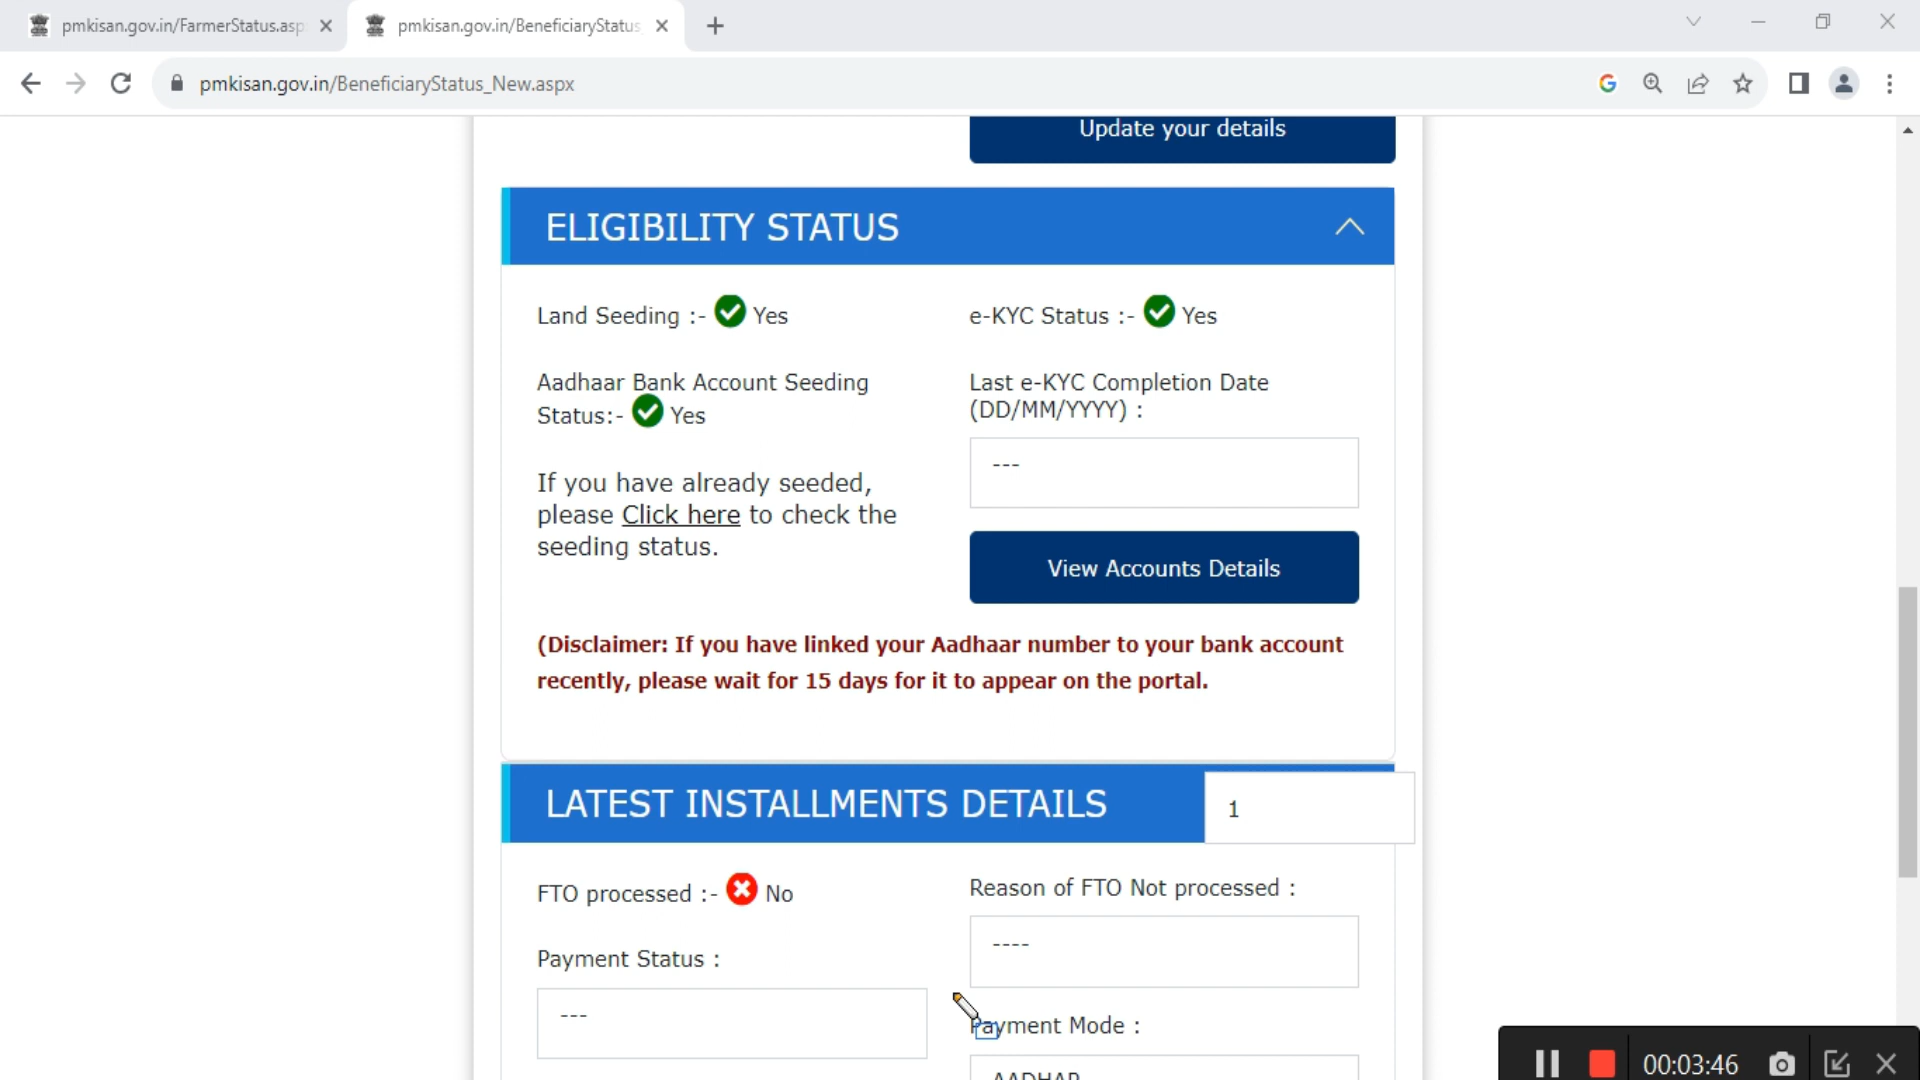 pmkisan.gov.in/FarmerStatus.asp
pmkisan.gov.in/BeneficiaryStatus
pmkisan.gov.in/BeneficiaryStatus_New.aspx
Update your details
ELIGIBILITY STATUS
Land Seeding :- Yes
e-KYC Status :- Yes
Aadhaar Bank Account Seeding
Status:- Yes
Last e-KYC Completion Date
(DD/MM/YYYY) :
---
If you have already seeded,
please Click here to check the
seeding status.
View Accounts Details
(Disclaimer: If you have linked your Aadhaar number to your bank account
recently, please wait for 15 days for it to appear on the portal.
LATEST INSTALLMENTS DETAILS
1
FTO processed :- No
Reason of FTO Not processed :
----
Payment Status :
---
Payment Mode :
AADHAR
00:03:46